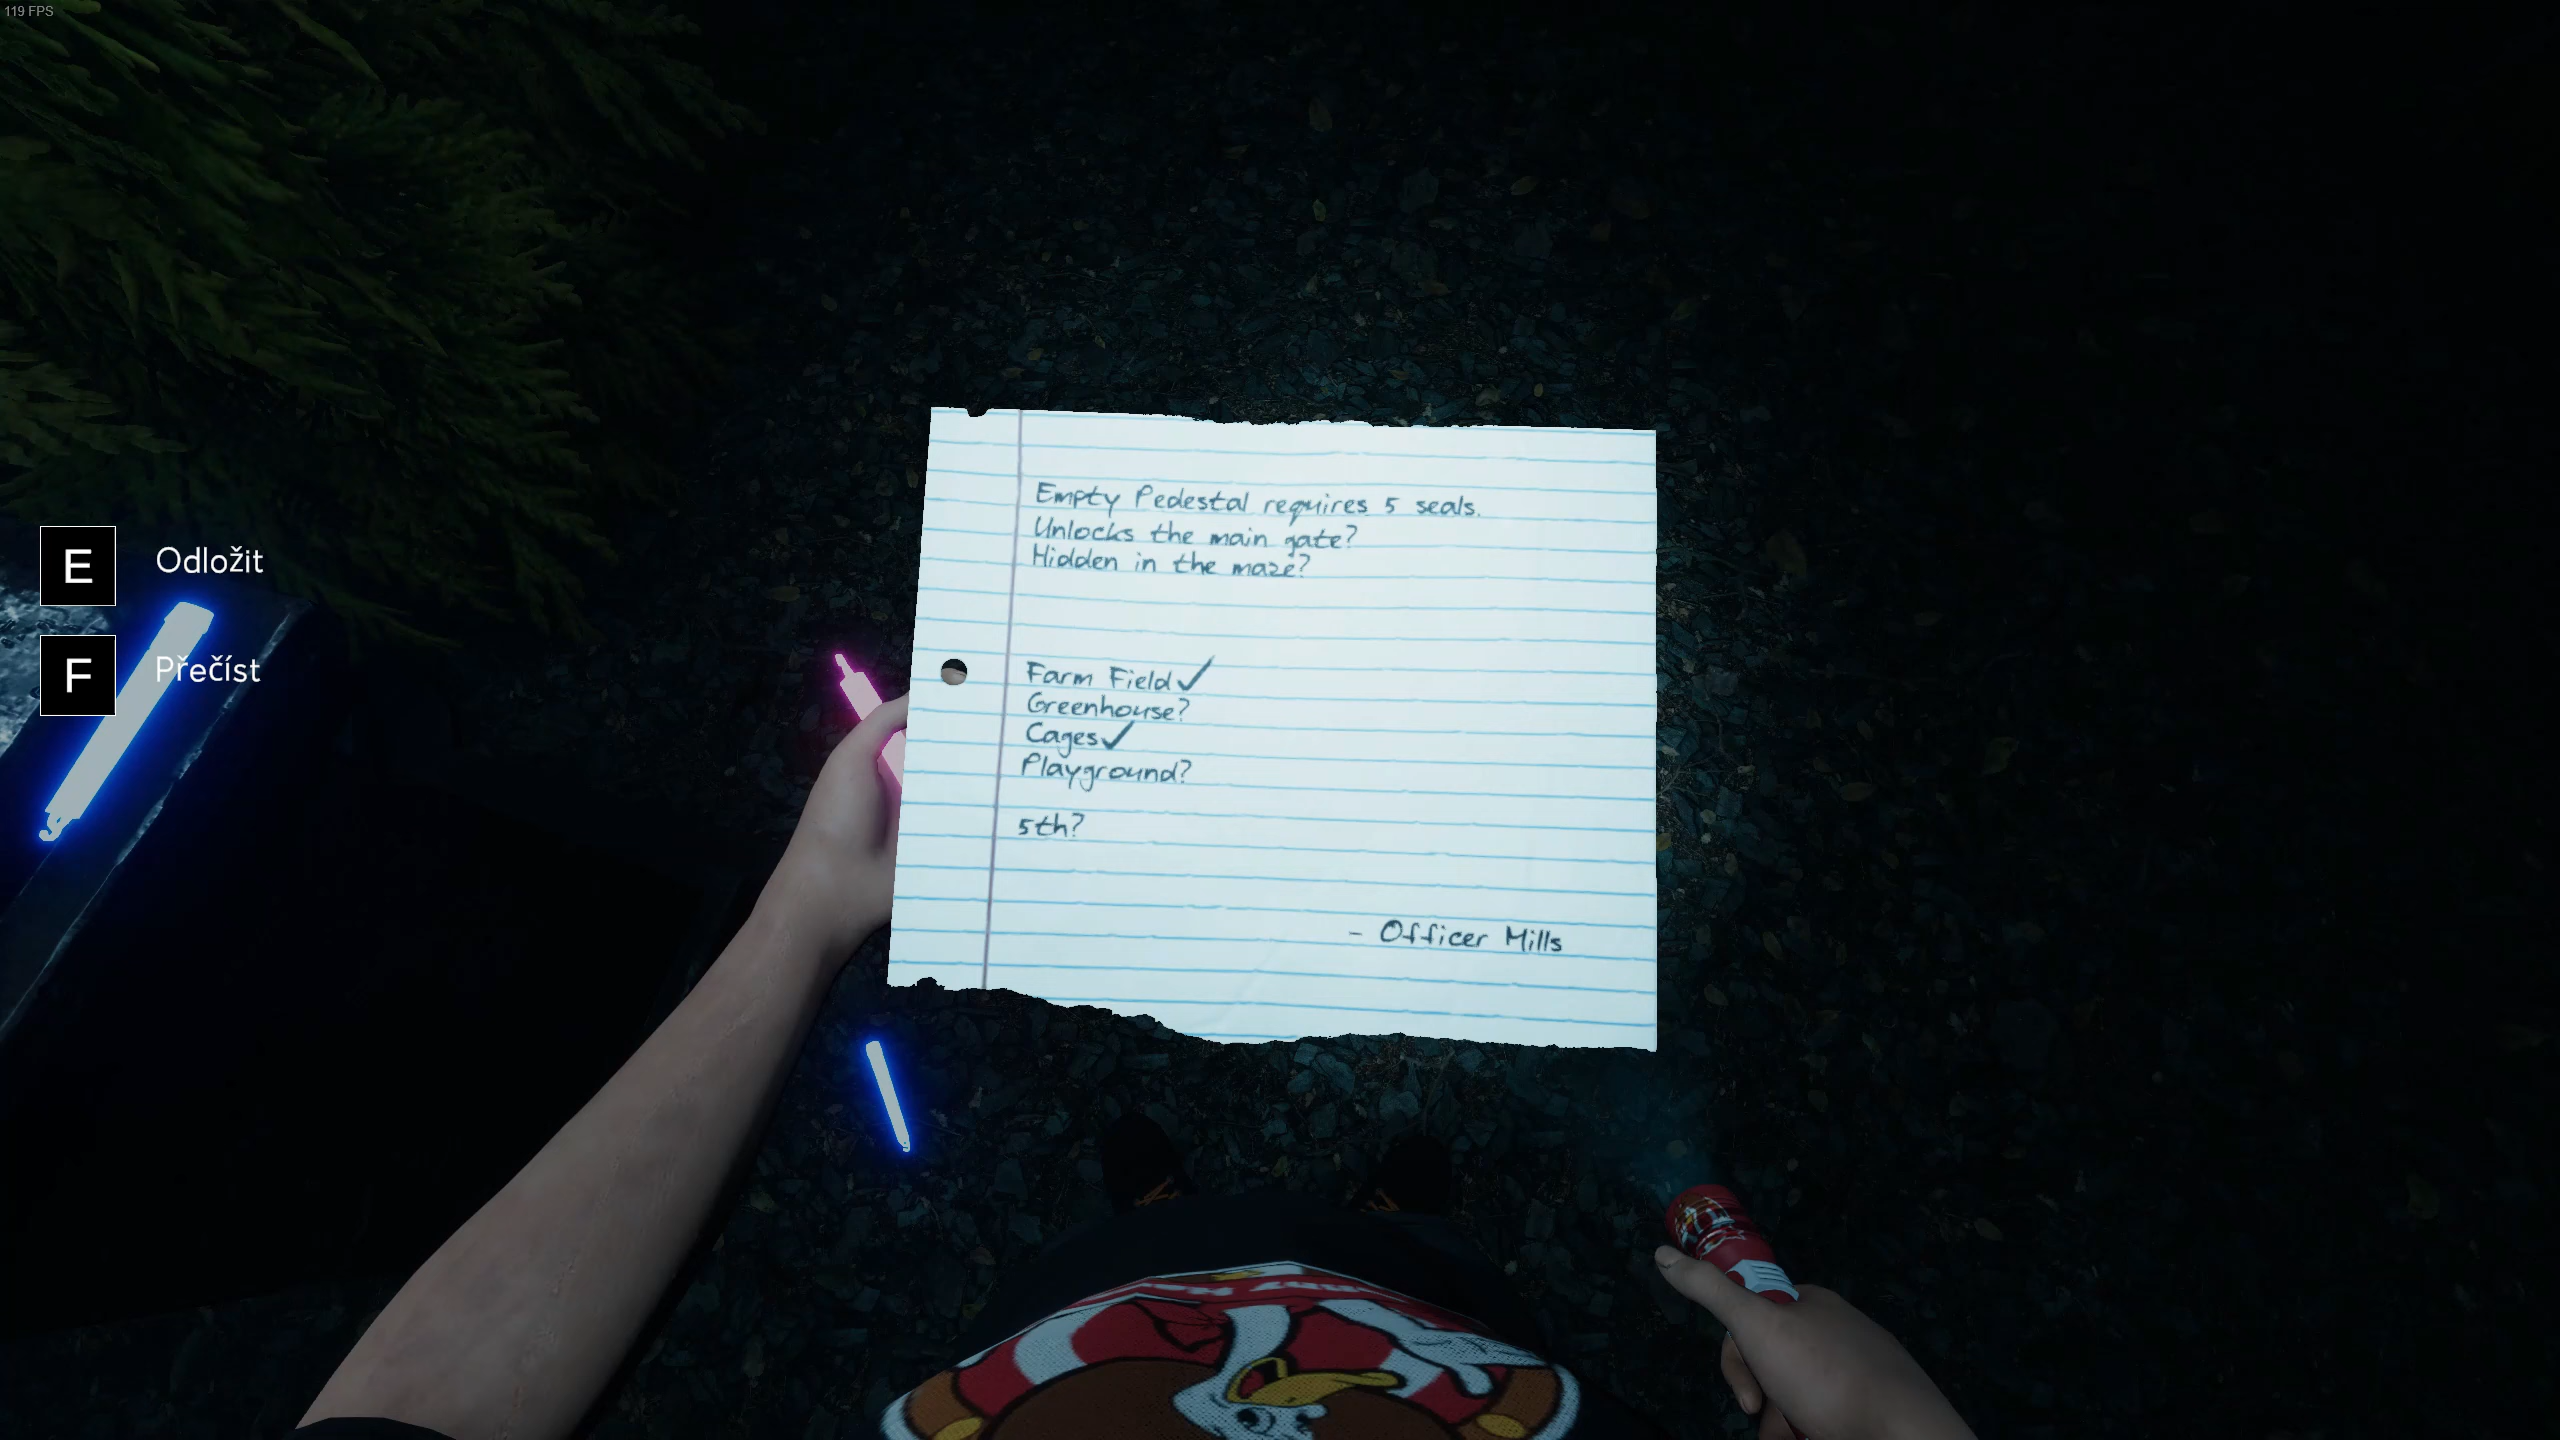 119 FPS
Empty Pedestal requires 5 seals.
Unlocks the main gate?
Hidden in the maze?
E Odložit
F Přečíst
Farm Field✓
Greenhouse?
Cages✓
Playground?
5th?
- Officer Mills